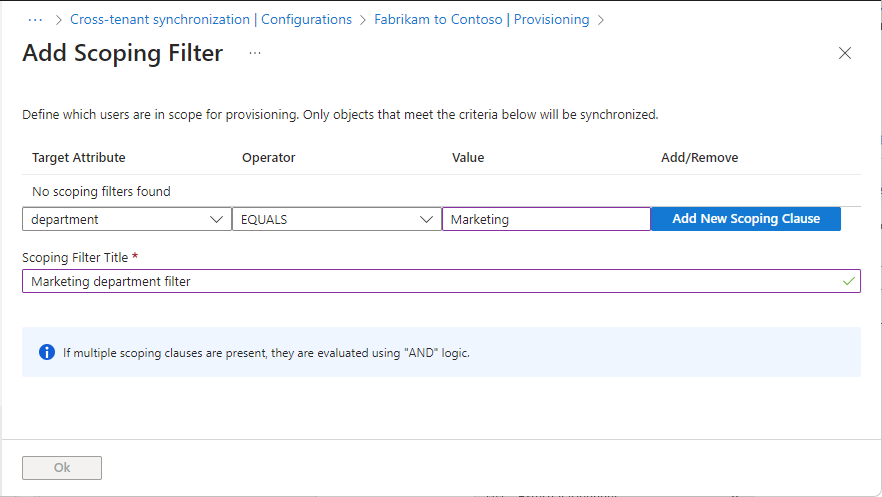 ··· > Cross-tenant synchronization | Configurations > Fabrikam to Contoso | Provisioning >
Add Scoping Filter ···
Define which users are in scope for provisioning. Only objects that meet the criteria below will be synchronized.
Target Attribute Operator Value Add/Remove
No scoping filters found
department EQUALS Marketing Add New Scoping Clause
Scoping Filter Title *
Marketing department filter
If multiple scoping clauses are present, they are evaluated using "AND" logic.
Ok